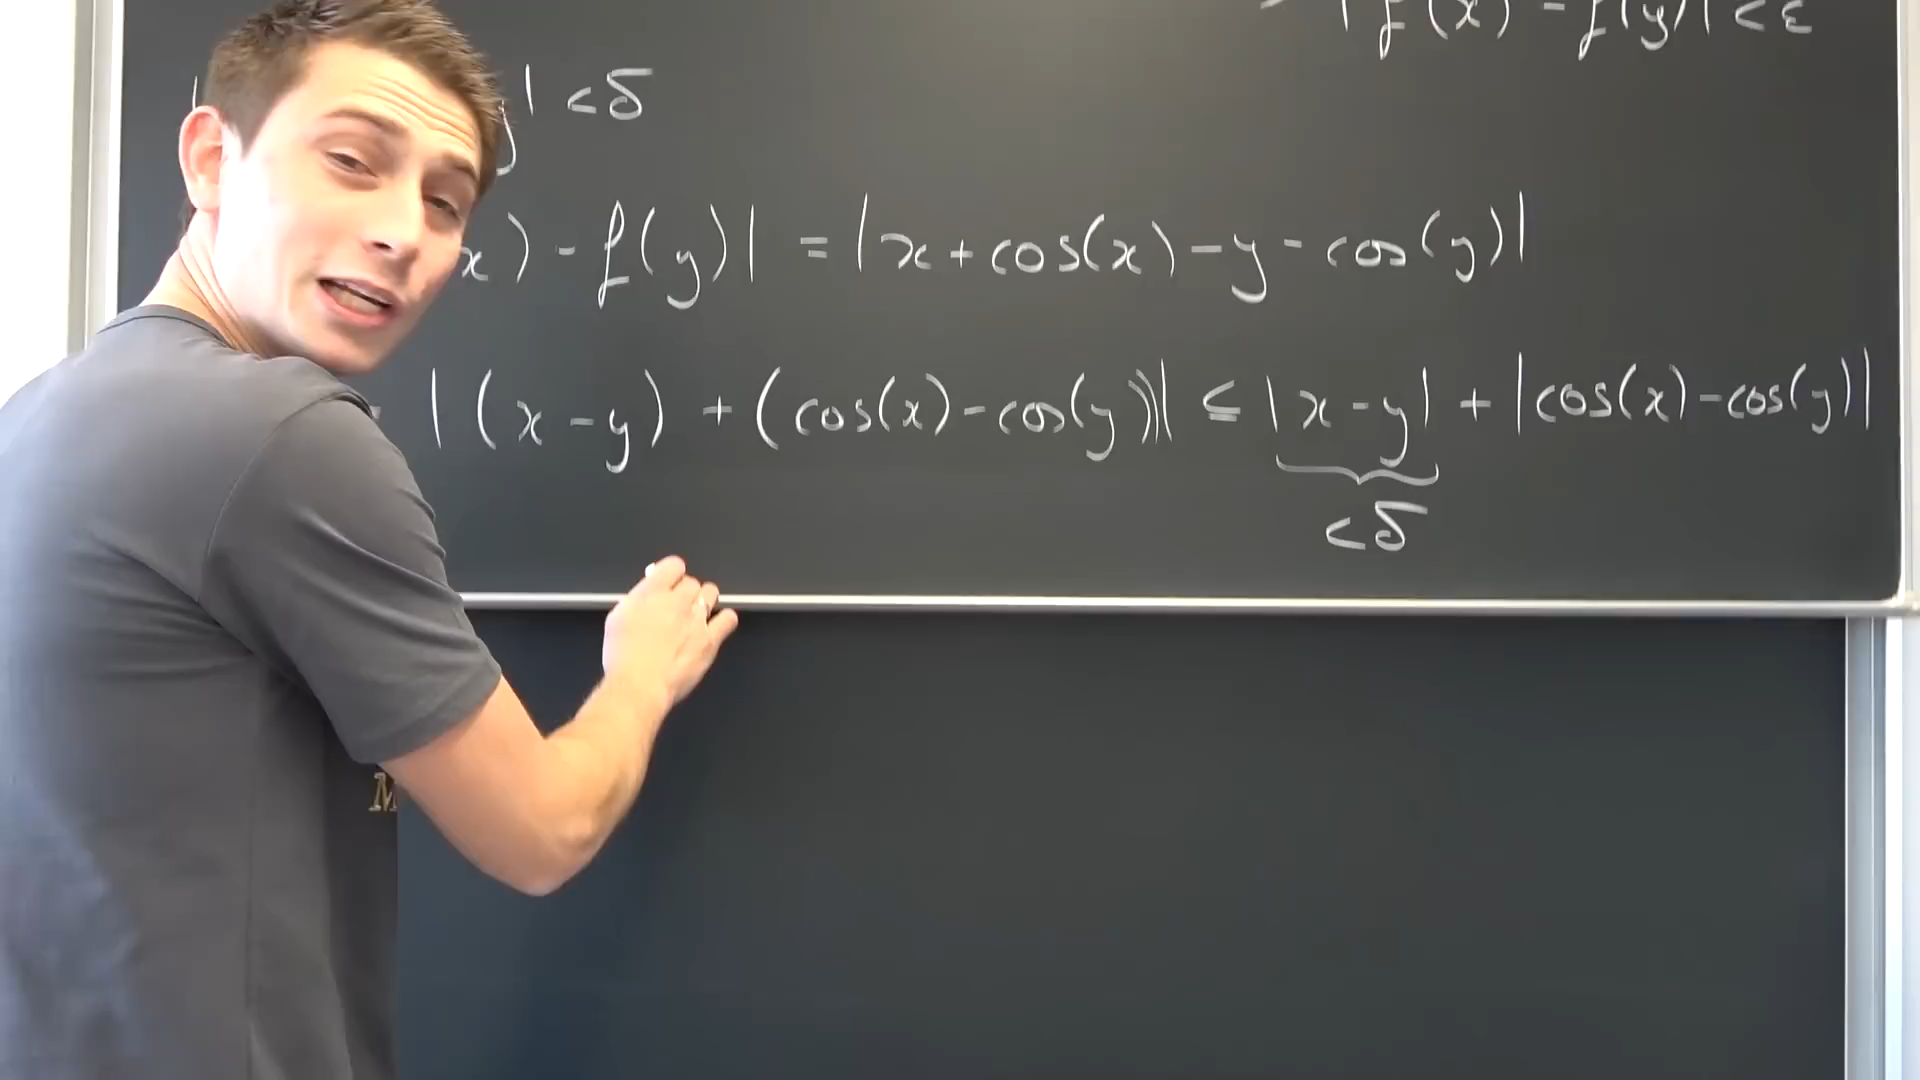 |f(x) - f(y)| < ε
y| < δ
x) - f(y)| = |x + cos(x) - y - cos(y)|
|(x - y) + (cos(x) - cos(y))| ≤ |x - y| + |cos(x) - cos(y)|
< δ
M